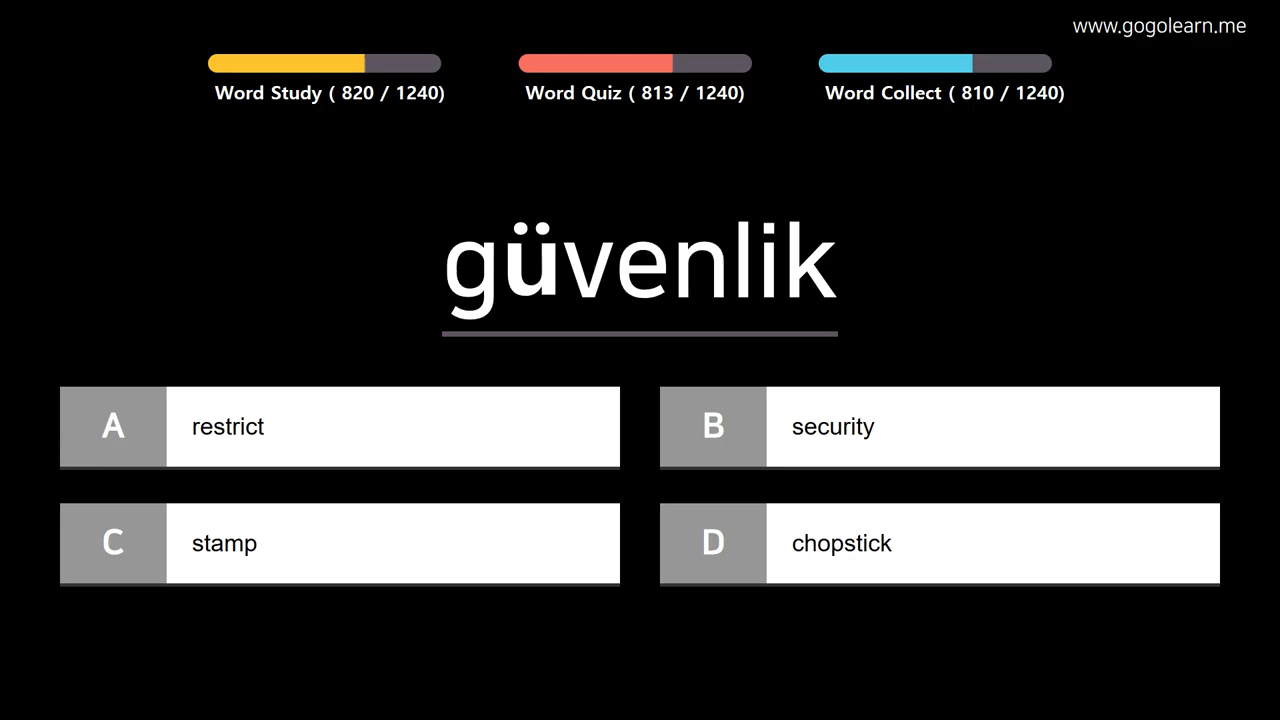 www.gogolearn.me
Word Study ( 820 / 1240)
Word Quiz ( 813 / 1240)
Word Collect ( 810 / 1240)
güvenlik
A
restrict
B
security
C
stamp
D
chopstick